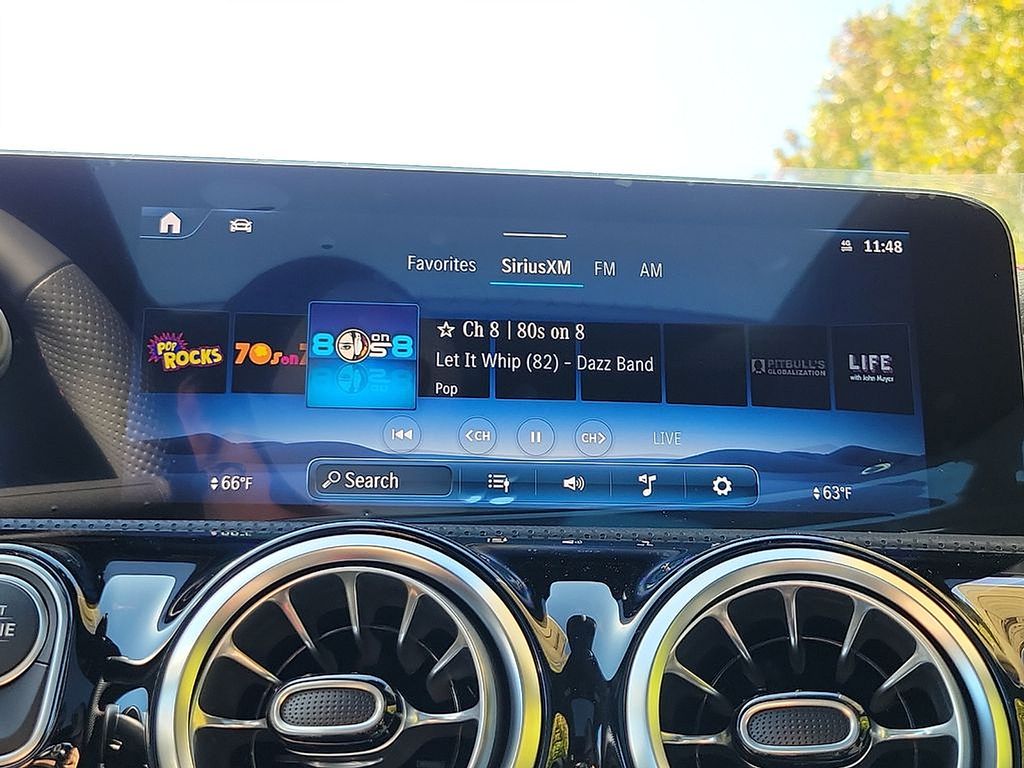 4G 11:48
Favorites SiriusXM FM AM
POP ROCKS
70s on 7
80s on 8
☆ Ch 8 | 80s on 8
Let It Whip (82) - Dazz Band
Pop
PITBULL'S
GLOBALIZATION
LIFE
with John Mayer
<CH
CH>
LIVE
66°F
Search
63°F